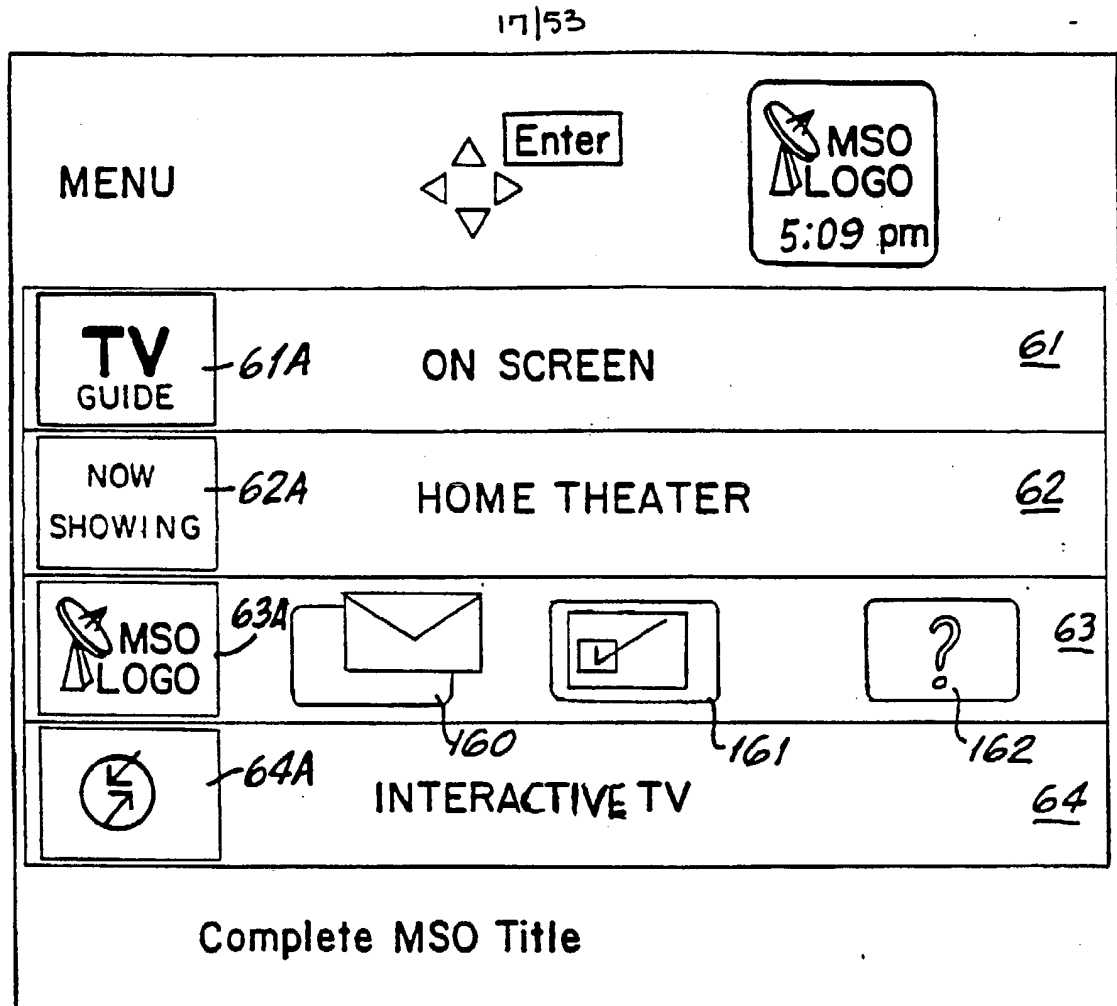 17/53
MENU
Enter
MSO
LOGO
5:09 pm
TV
GUIDE
61A
ON SCREEN
61
NOW
SHOWING
62A
HOME THEATER
62
MSO
LOGO
63A
?
63
160
161
162
64A
INTERACTIVE TV
64
Complete MSO Title